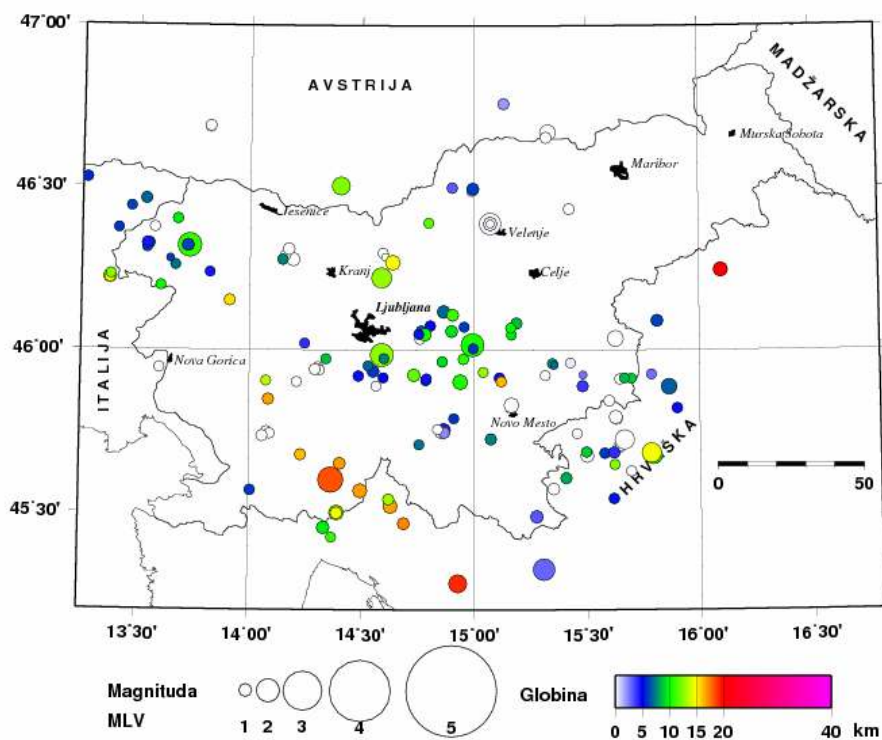 47°00'
AVSTRIJA
MADŽARSKA
Murska Sobota
Maribor
46°30'
Jesenice
Velenje
Kranj
Celje
Ljubljana
46°00'
Nova Gorica
ITALIJA
Novo Mesto
HRVAŠKA
0 50
45°30'
13°30' 14°00' 14°30' 15°00' 15°30' 16°00' 16°30'
Magnituda
MLV
1 2 3 4 5
Globina
0 5 10 15 20 40 km